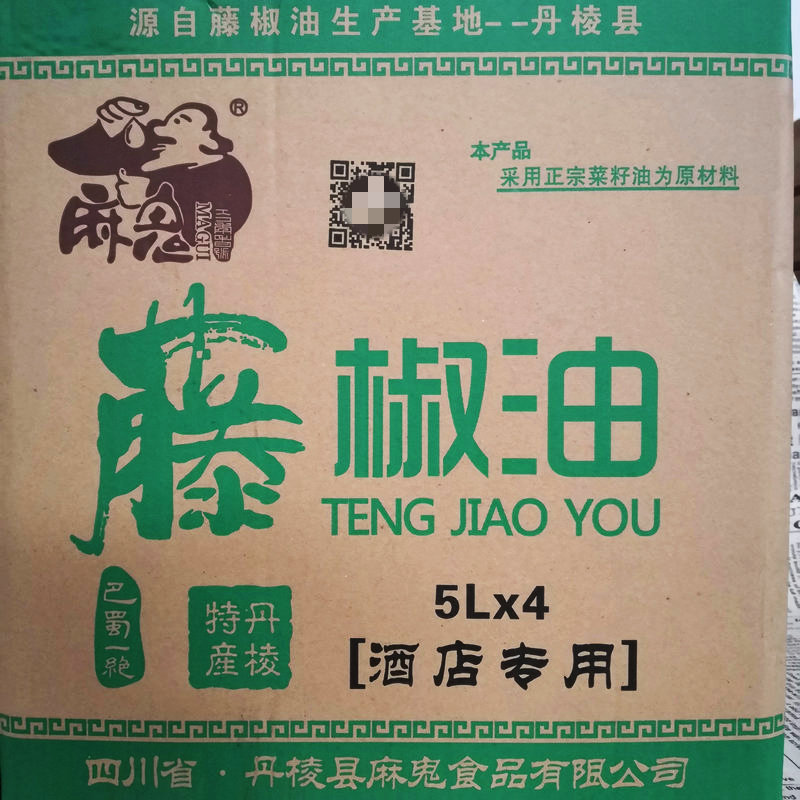 源自藤椒油生产基地--丹棱县
麻鬼
MAGUI
本产品
采用正宗菜籽油为原材料
藤椒油
TENG JIAO YOU
巴蜀一絶
丹棱
特産
5Lx4
[酒店专用]
四川省·丹棱县麻鬼食品有限公司